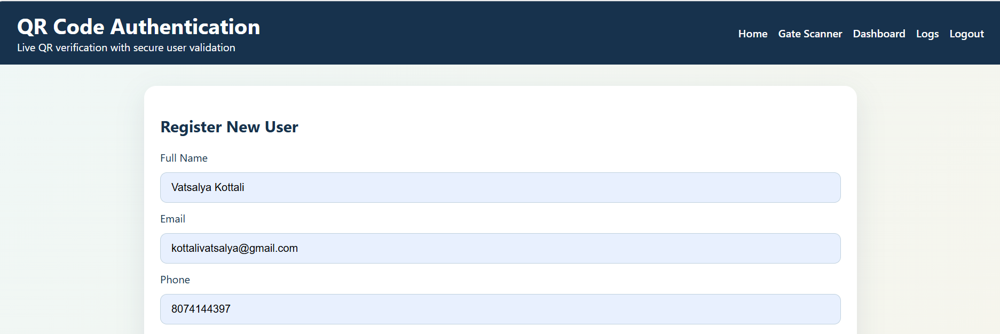 QR Code Authentication
Live QR verification with secure user validation
Home Gate Scanner Dashboard Logs Logout
Register New User
Full Name
Vatsalya Kottali
Email
kottalivatsalya@gmail.com
Phone
8074144397